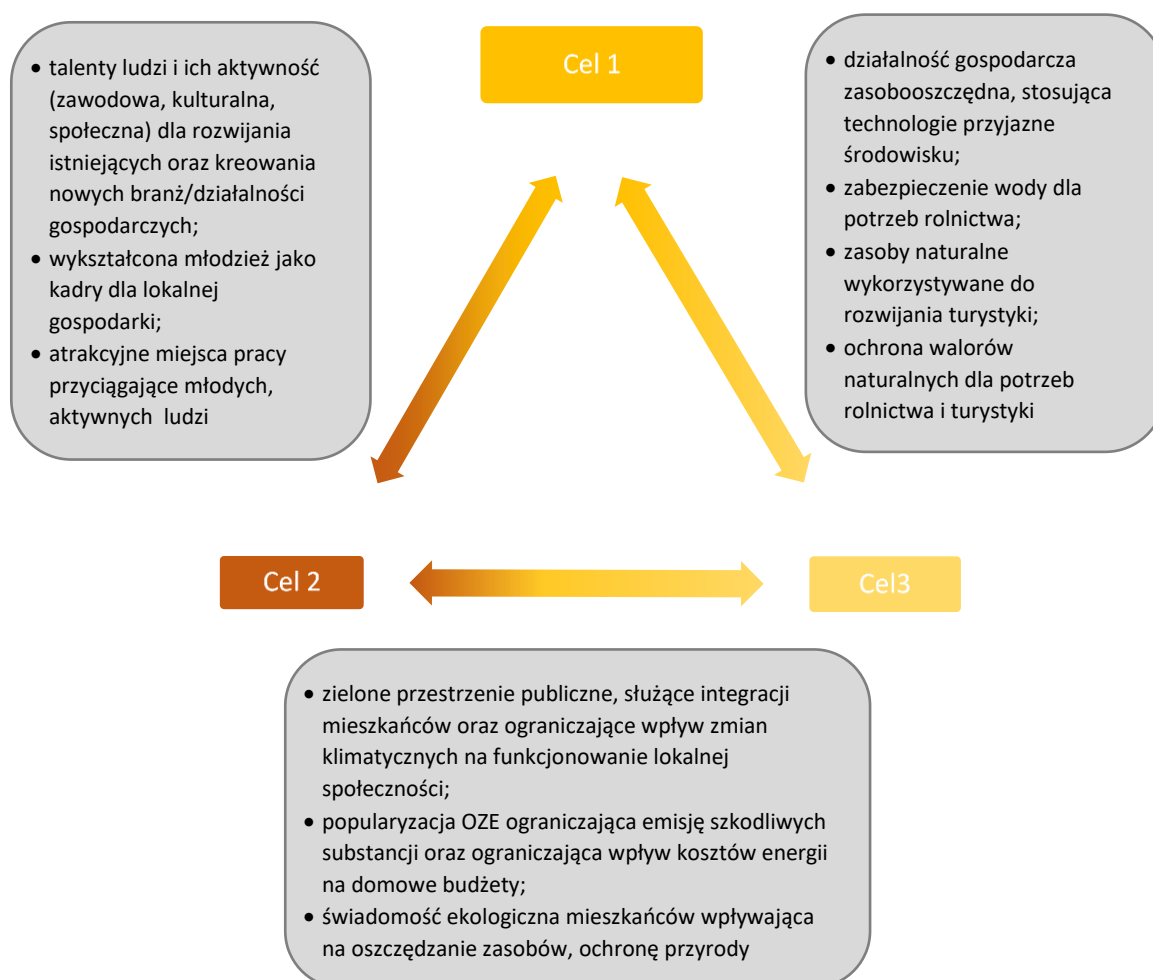 Cel 1
• talenty ludzi i ich aktywność
(zawodowa, kulturalna,
społeczna) dla rozwijania
istniejących oraz kreowania
nowych branż/działalności
gospodarczych;
• wykształcona młodzież jako
kadry dla lokalnej
gospodarki;
• atrakcyjne miejsca pracy
przyciągające młodych,
aktywnych ludzi
• działalność gospodarcza
zasobooszczędna, stosująca
technologie przyjazne
środowisku;
• zabezpieczenie wody dla
potrzeb rolnictwa;
• zasoby naturalne
wykorzystywane do
rozwijania turystyki;
• ochrona walorów
naturalnych dla potrzeb
rolnictwa i turystyki
Cel 2
Cel3
• zielone przestrzenie publiczne, służące integracji
mieszkańców oraz ograniczające wpływ zmian
klimatycznych na funkcjonowanie lokalnej
społeczności;
• popularyzacja OZE ograniczająca emisję szkodliwych
substancji oraz ograniczająca wpływ kosztów energii
na domowe budżety;
• świadomość ekologiczna mieszkańców wpływająca
na oszczędzanie zasobów, ochronę przyrody